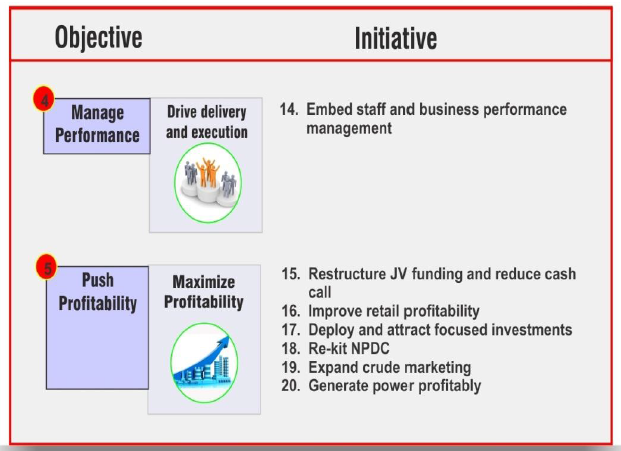 Objective
Initiative
4
Manage
Performance
Drive delivery
and execution
14. Embed staff and business performance
management
5
Push
Profitability
Maximize
Profitability
15. Restructure JV funding and reduce cash
call
16. Improve retail profitability
17. Deploy and attract focused investments
18. Re-kit NPDC
19. Expand crude marketing
20. Generate power profitably